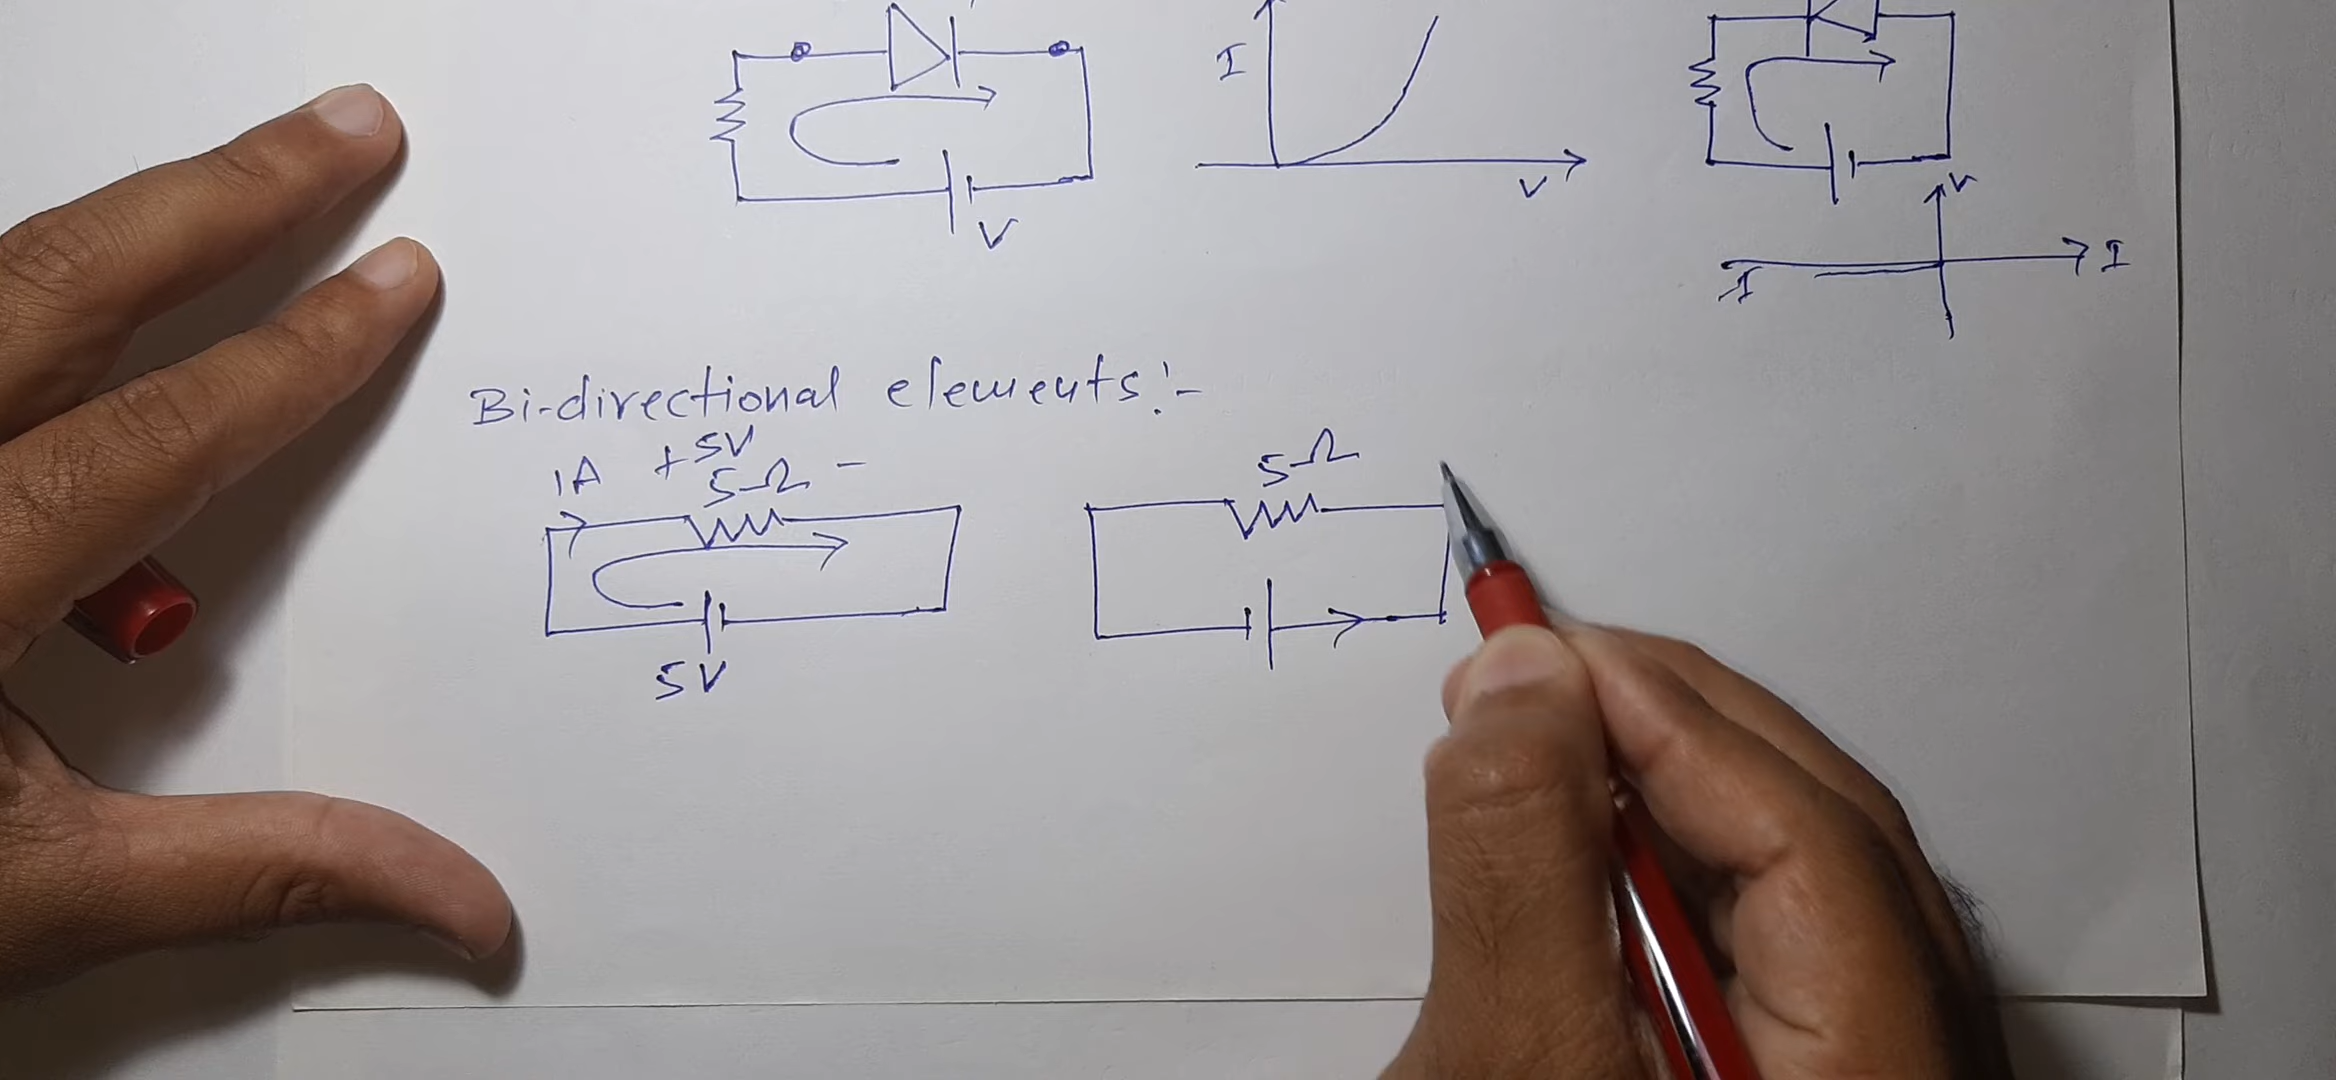 I
V
V
V
I
-I
Bi-directional elements:-
1A
+ 5V -
5Ω
5V
5Ω